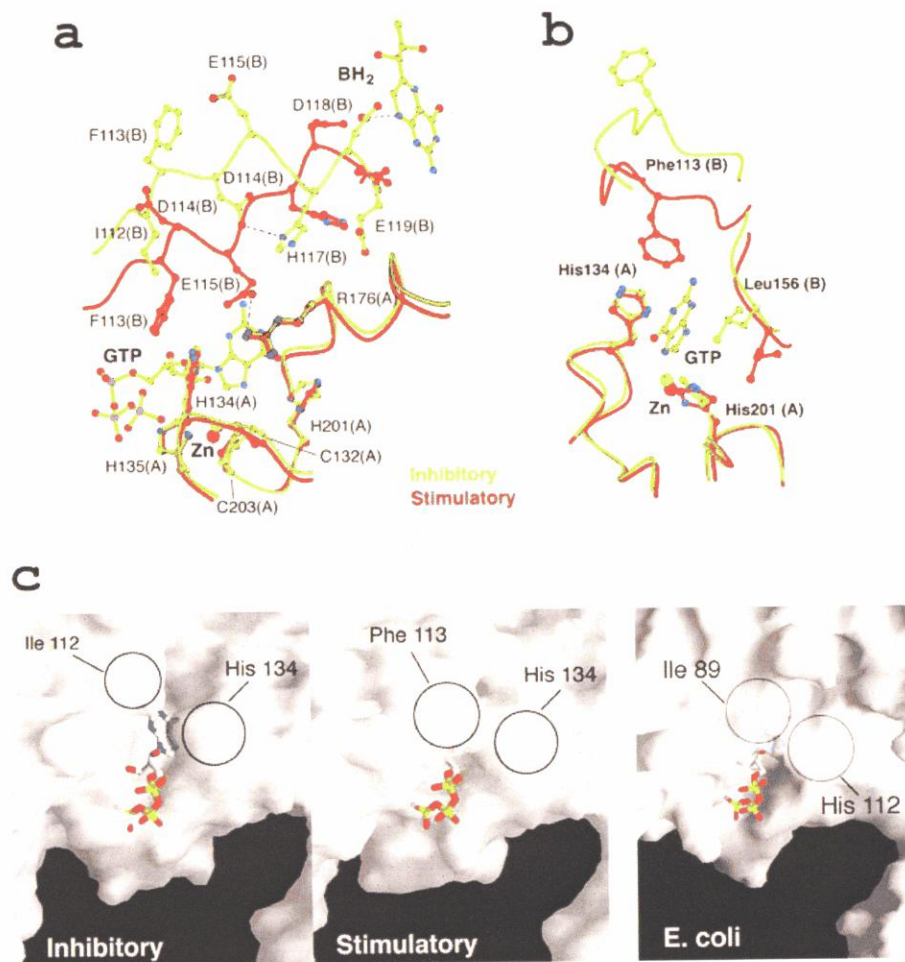 a
E115(B)
BH2
D118(B)
F113(B)
D114(B)
D114(B)
I112(B)
E119(B)
H117(B)
E115(B)
R176(A)
F113(B)
GTP
H134(A)
H201(A)
Zn
H135(A)
C132(A)
C203(A)
Inhibitory
Stimulatory
b
Phe113 (B)
His134 (A)
Leu156 (B)
GTP
Zn
His201 (A)
c
Ile 112
His 134
Inhibitory
Phe 113
His 134
Stimulatory
Ile 89
His 112
E. coli